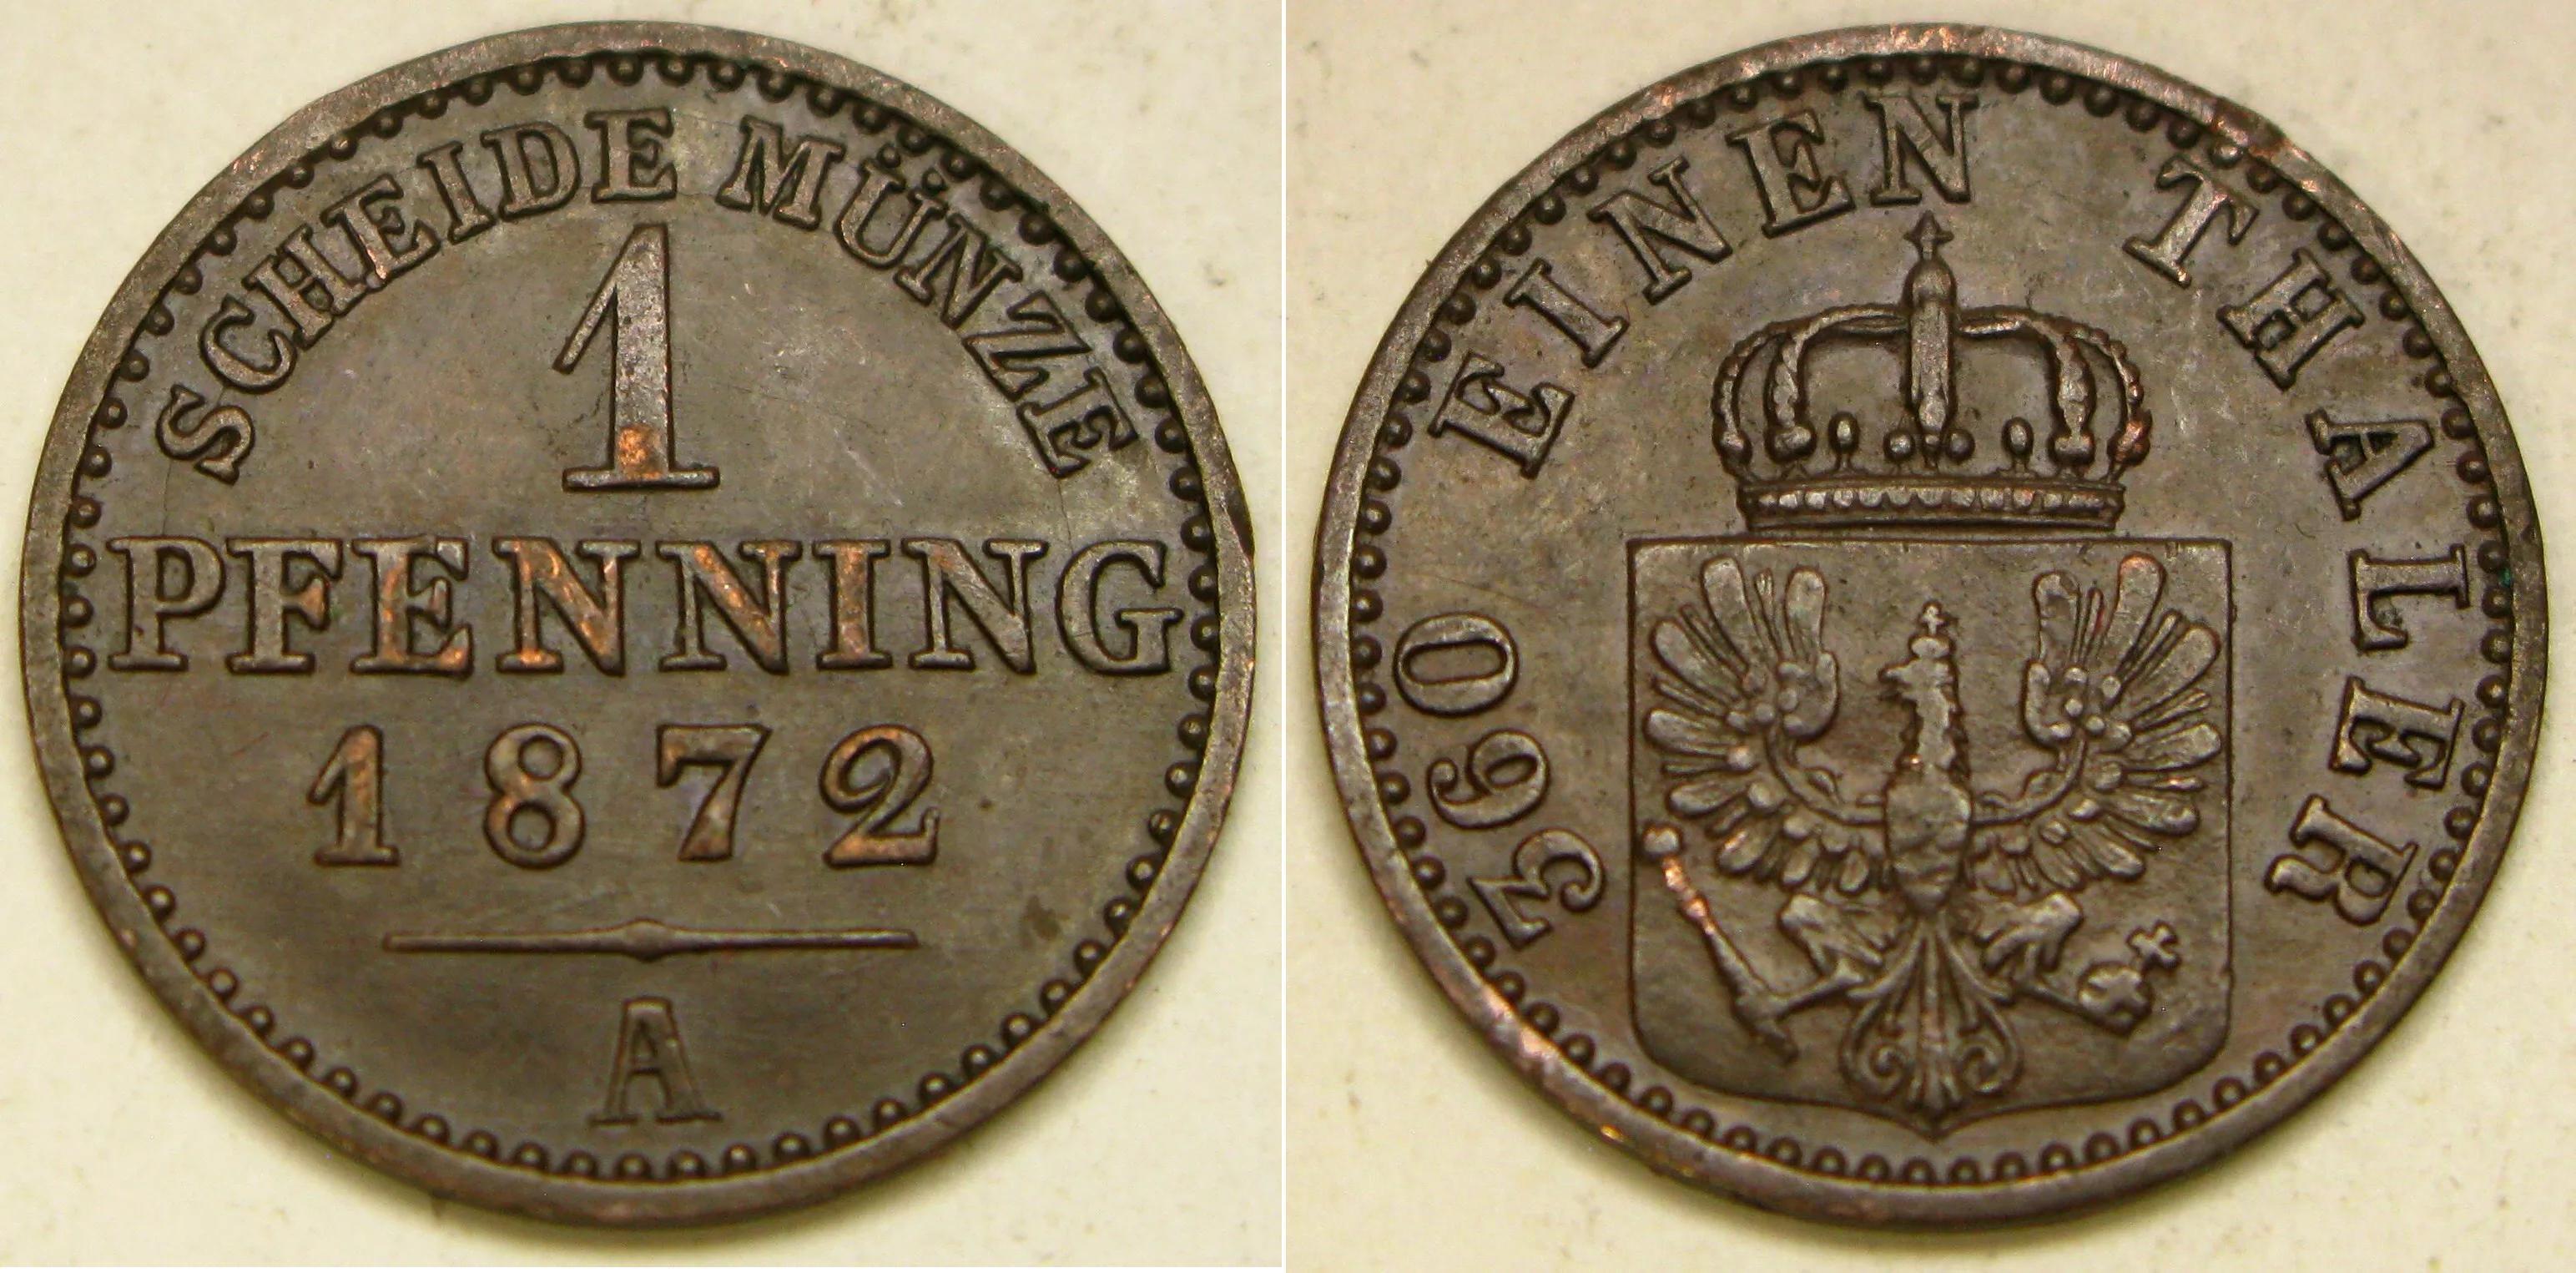 SCHEIDE MÜNZE
1
PFENNING
1872
A
360 EINEN THALER